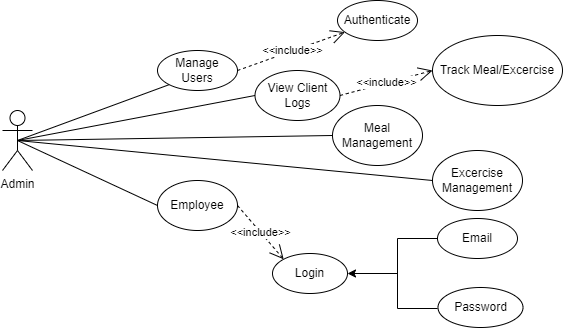 Authenticate
<<include>>
Manage
Users
Track Meal/Excercise
<<include>>
View Client
Logs
Meal
Management
Admin
Excercise
Management
Employee
<<include>>
Email
Login
Password